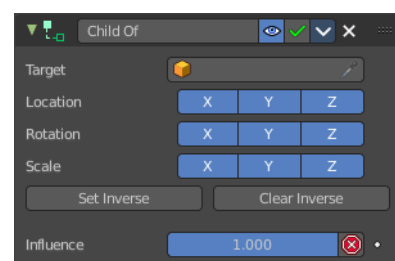 Child Of
Target
Location X Y Z
Rotation X Y Z
Scale X Y Z
Set Inverse Clear Inverse
Influence 1.000